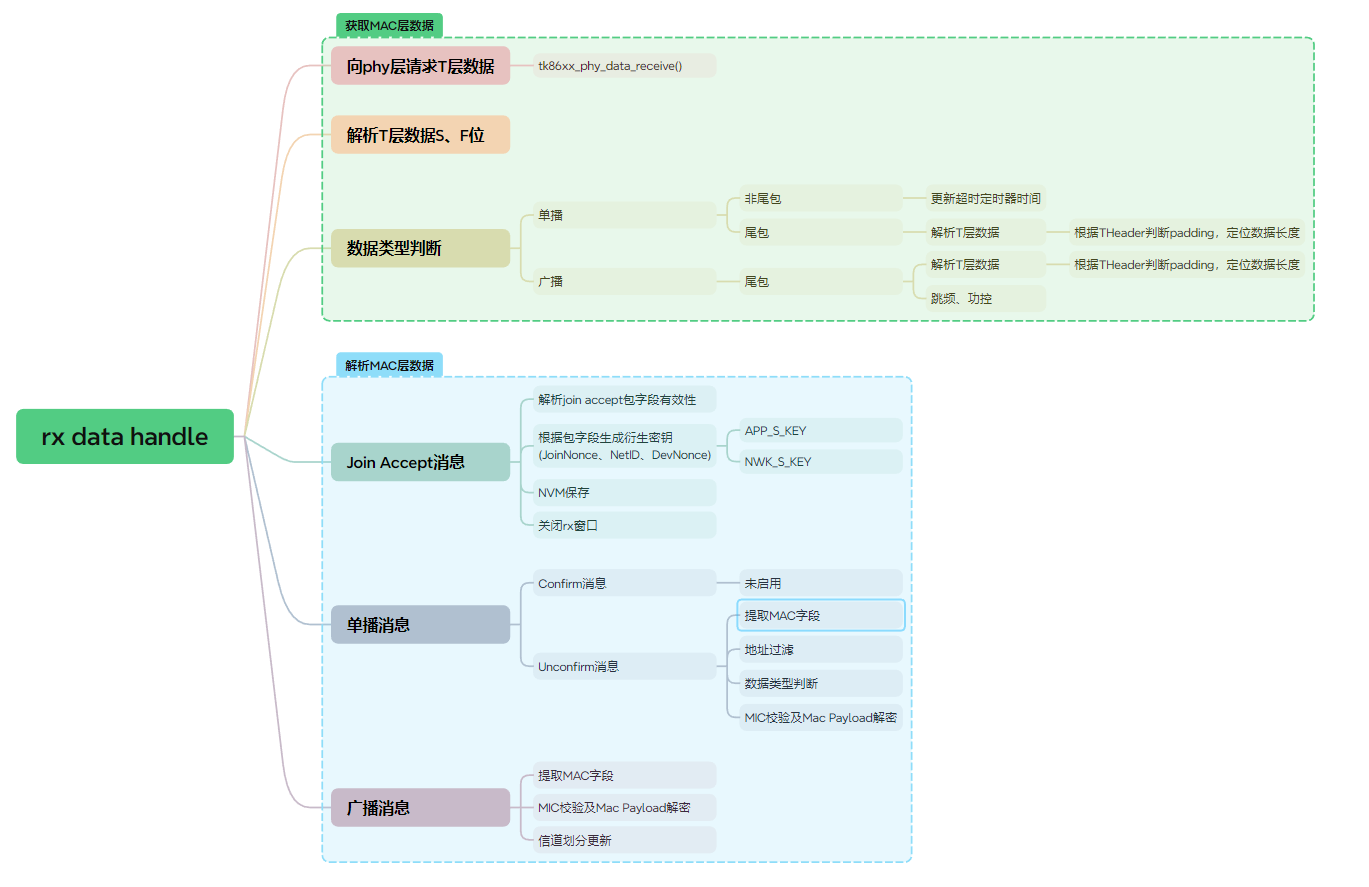 rx data handle
获取MAC层数据
向phy层请求T层数据
tk86xx_phy_data_receive()
解析T层数据S、F位
数据类型判断
单播
非尾包
更新超时定时器时间
尾包
解析T层数据
根据THeader判断padding，定位数据长度
广播
尾包
解析T层数据
根据THeader判断padding，定位数据长度
跳频、功控
解析MAC层数据
Join Accept消息
解析join accept包字段有效性
根据包字段生成衍生密钥
(JoinNonce、NetID、DevNonce)
APP_S_KEY
NWK_S_KEY
NVM保存
关闭rx窗口
单播消息
Confirm消息
未启用
Unconfirm消息
提取MAC字段
地址过滤
数据类型判断
MIC校验及Mac Payload解密
广播消息
提取MAC字段
MIC校验及Mac Payload解密
信道划分更新